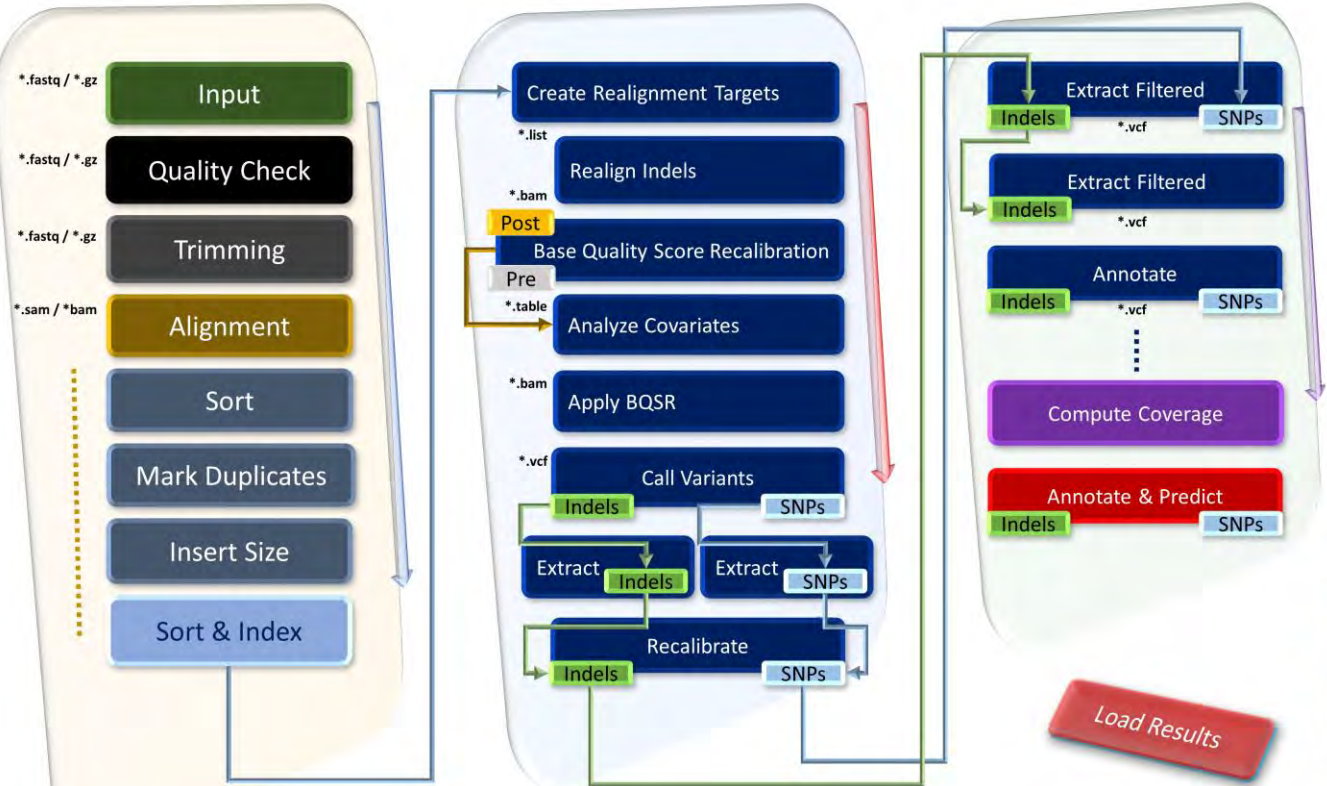 *.fastq / *.gz
Input
*.fastq / *.gz
Quality Check
*.fastq / *.gz
Trimming
*.sam / *bam
Alignment
Sort
Mark Duplicates
Insert Size
Sort & Index
Create Realignment Targets
*.list
Realign Indels
*.bam
Post
Base Quality Score Recalibration
Pre
*.table
Analyze Covariates
*.bam
Apply BQSR
*.vcf
Call Variants
Indels
SNPs
Extract
Indels
Extract
SNPs
Recalibrate
Indels
SNPs
Extract Filtered
Indels
*.vcf
SNPs
Extract Filtered
Indels
*.vcf
Annotate
Indels
*.vcf
SNPs
Compute Coverage
Annotate & Predict
Indels
SNPs
Load Results